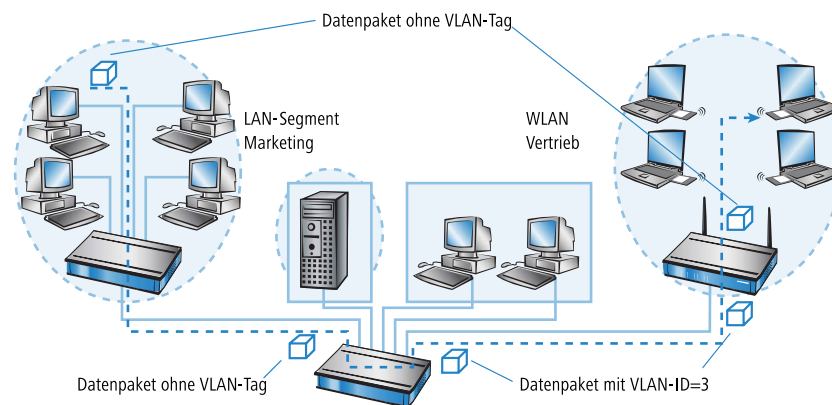 Datenpaket ohne VLAN-Tag
LAN-Segment
Marketing
WLAN
Vertrieb
Datenpaket ohne VLAN-Tag
Datenpaket mit VLAN-ID=3